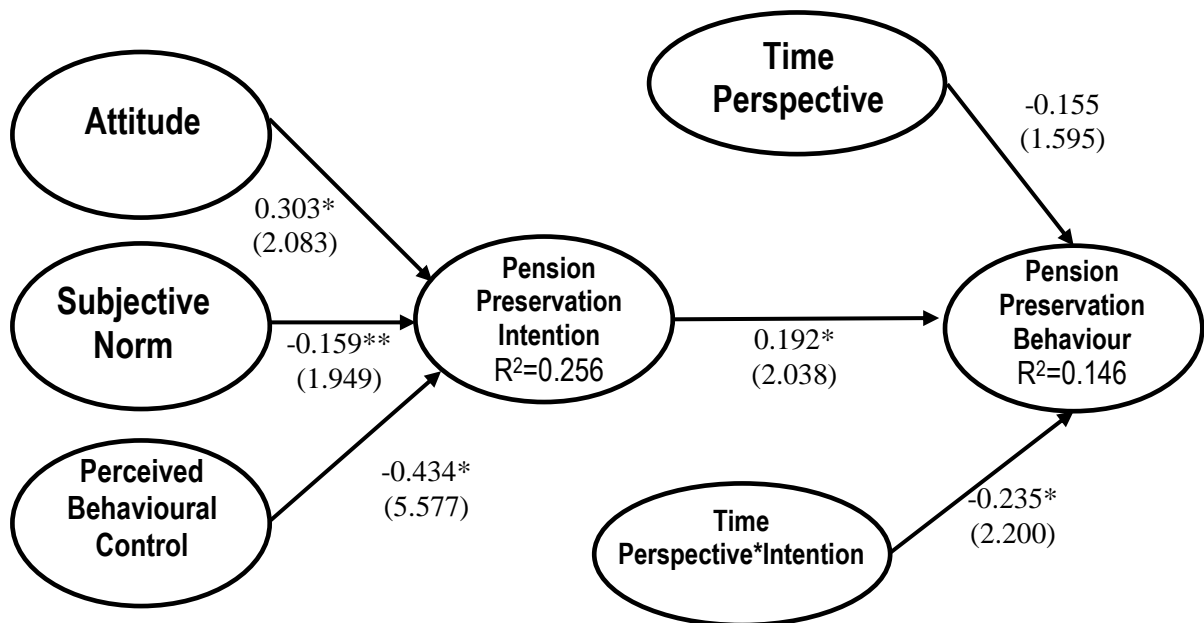 Attitude
0.303*
(2.083)
Subjective
Norm
-0.159**
(1.949)
Perceived
Behavioural
Control
-0.434*
(5.577)
Pension
Preservation
Intention
R²=0.256
0.192*
(2.038)
Time
Perspective
-0.155
(1.595)
Pension
Preservation
Behaviour
R²=0.146
Time
Perspective*Intention
-0.235*
(2.200)